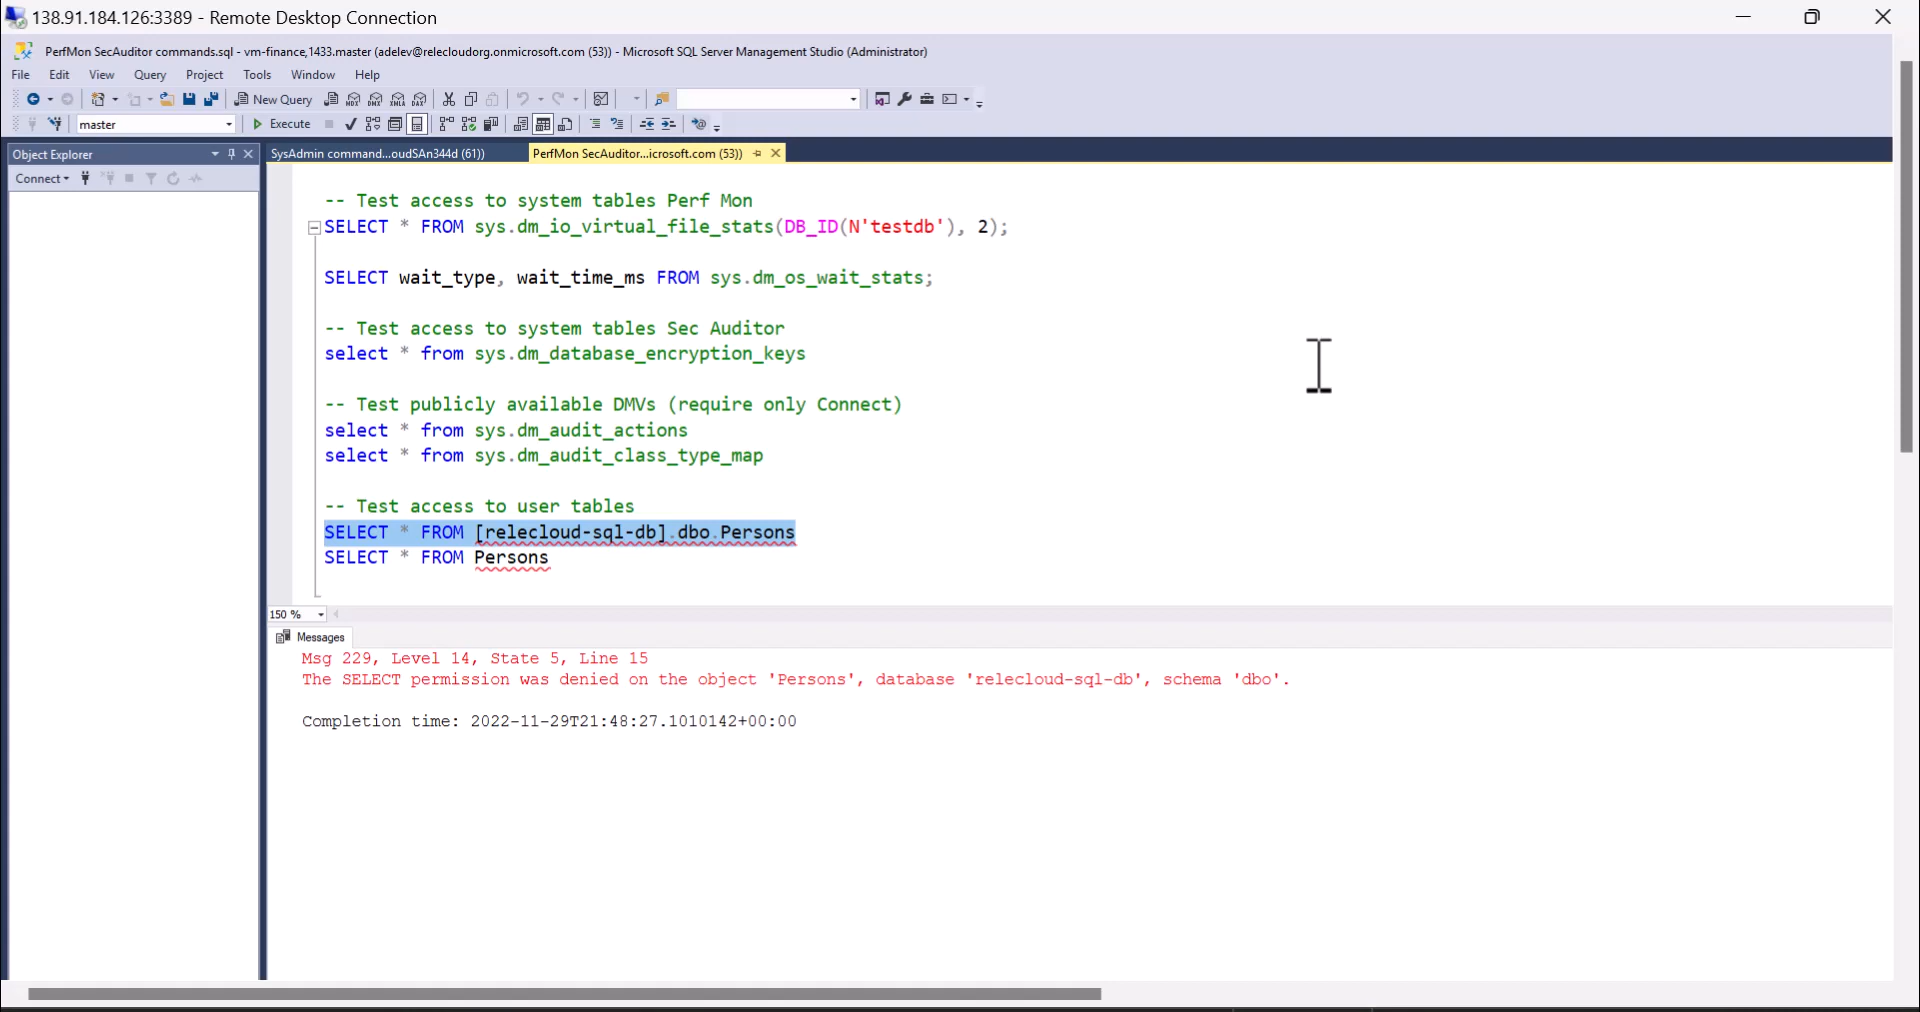 138.91.184.126:3389 - Remote Desktop Connection
PerfMon SecAuditor commands.sql - vm-finance,1433.master (adelev@relecloudorg.onmicrosoft.com (53)) - Microsoft SQL Server Management Studio (Administrator)
File Edit View Query Project Tools Window Help
New Query MDX DMX XMLA DAX
master Execute
Object Explorer
SysAdmin command...oudSAn344d (61)) PerfMon SecAuditor...icrosoft.com (53))
Connect
-- Test access to system tables Perf Mon
SELECT * FROM sys.dm_io_virtual_file_stats(DB_ID(N'testdb'), 2);
SELECT wait_type, wait_time_ms FROM sys.dm_os_wait_stats;
-- Test access to system tables Sec Auditor
select * from sys.dm_database_encryption_keys
-- Test publicly available DMVs (require only Connect)
select * from sys.dm_audit_actions
select * from sys.dm_audit_class_type_map
-- Test access to user tables
SELECT * FROM [relecloud-sql-db].dbo.Persons
SELECT * FROM Persons
150 %
Messages
Msg 229, Level 14, State 5, Line 15
The SELECT permission was denied on the object 'Persons', database 'relecloud-sql-db', schema 'dbo'.
Completion time: 2022-11-29T21:48:27.1010142+00:00